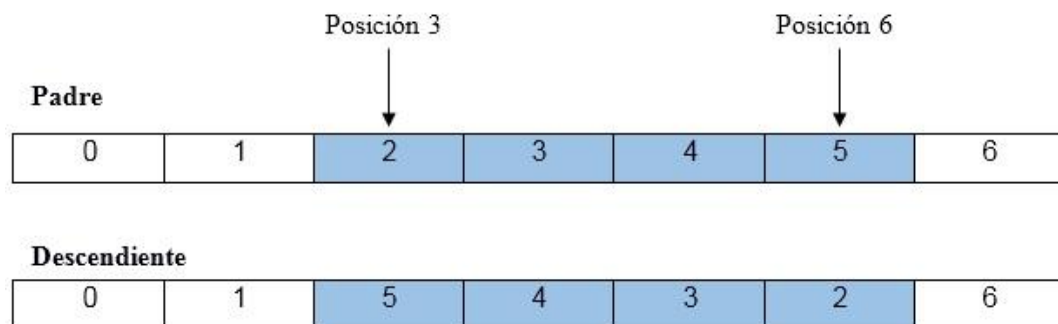 Posición 3 Posición 6
Padre
0 1 2 3 4 5 6
Descendiente
0 1 5 4 3 2 6